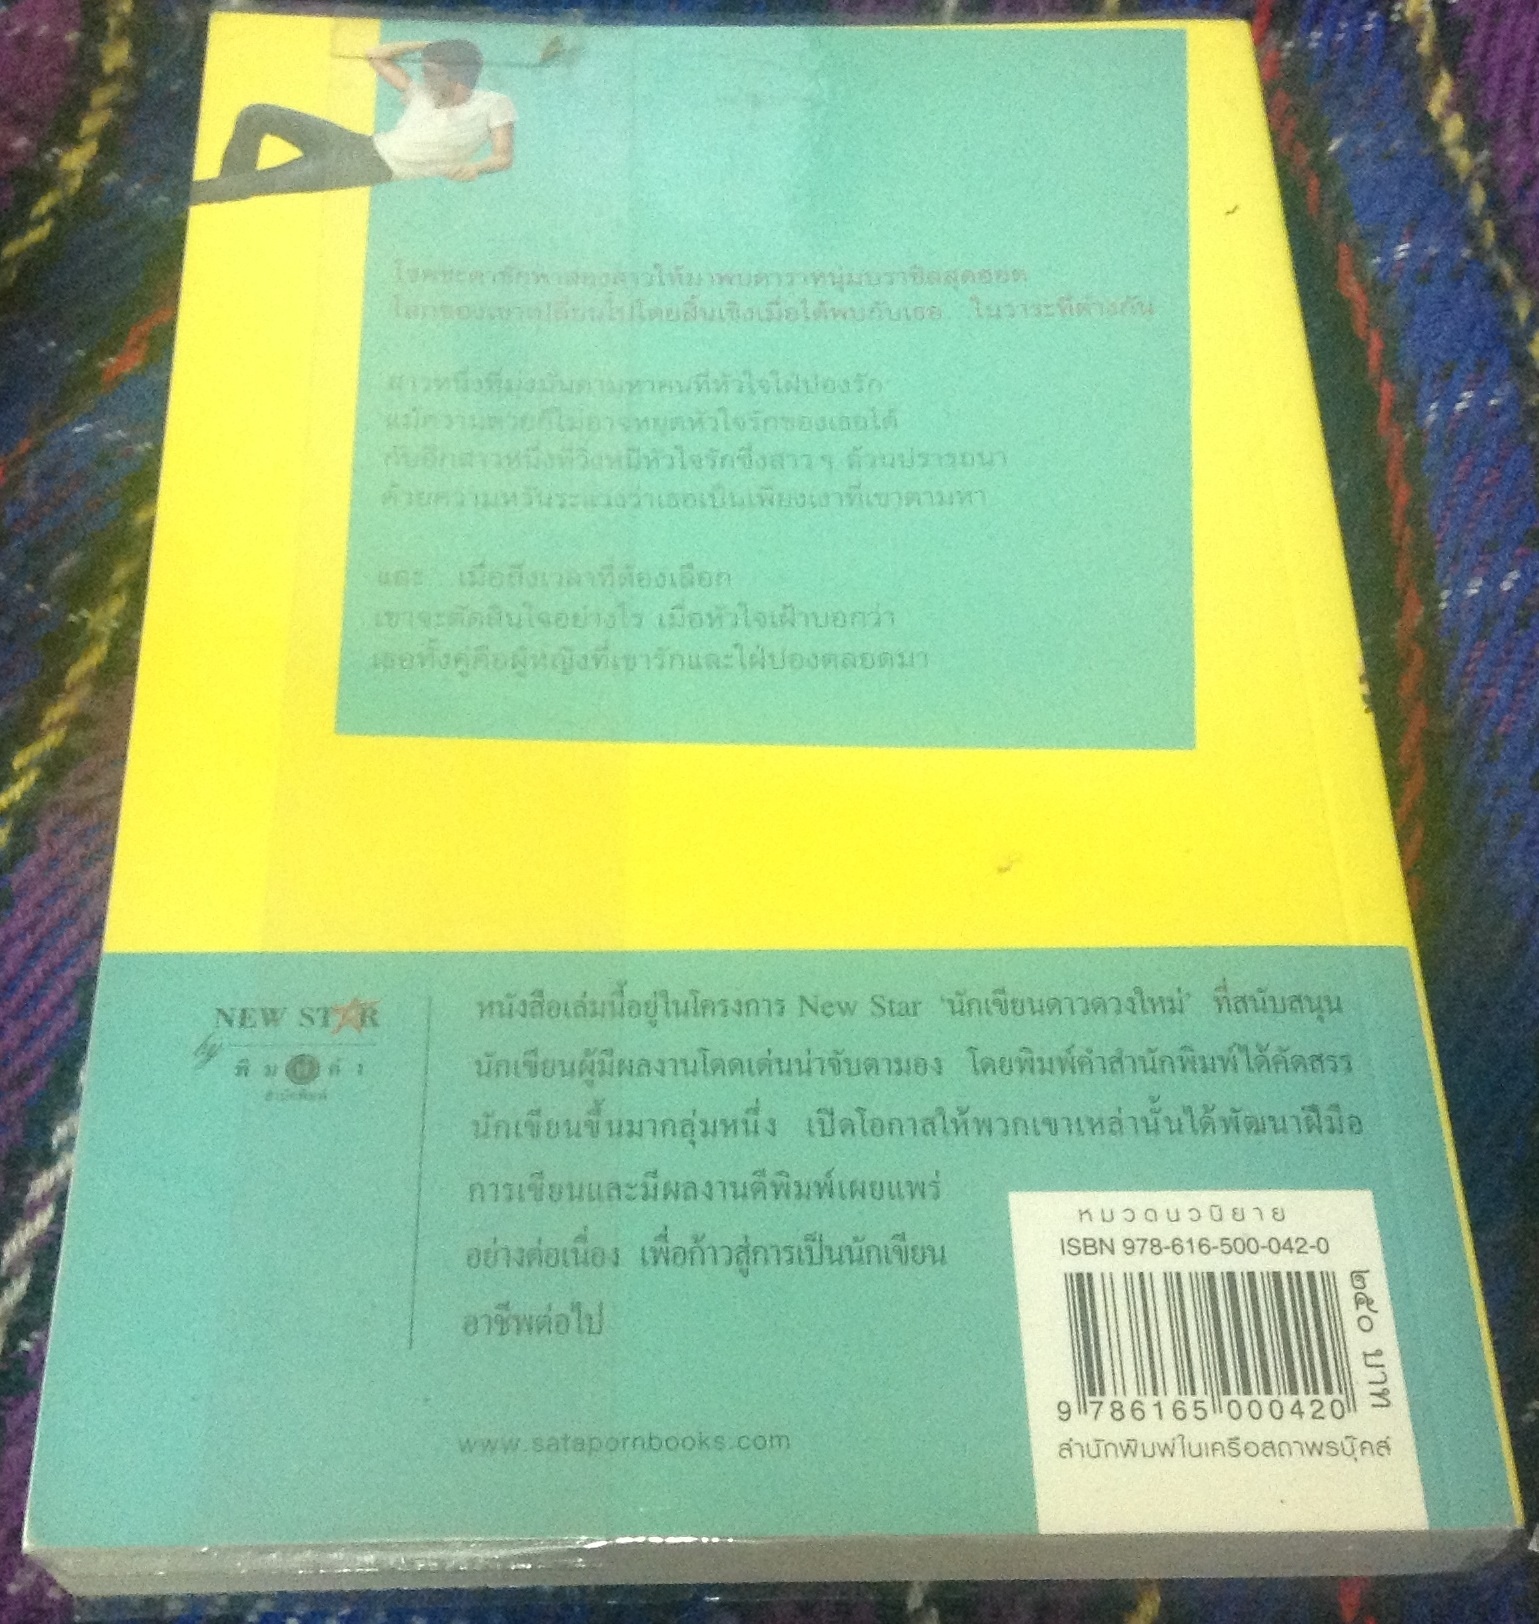 โชคชะตาชักพาสองสาวให้มาพบดาราหนุ่มบราซิลสุดฮอต
โลกของเขาเปลี่ยนไปโดยสิ้นเชิงเมื่อได้พบกับเธอ ในวาระที่ต่างกัน
สาวหนึ่งที่มุ่งมั่นตามหาคนที่หัวใจใฝ่ปองรัก
แม้ความตายก็ไม่อาจหยุดหัวใจรักของเธอได้
กับอีกสาวหนึ่งที่วิ่งหนีหัวใจรักซึ่งสาวๆ ล้วนปรารถนา
ด้วยความหวั่นระแวงว่าเธอเป็นเพียงเงาที่เขาตามหา
และ เมื่อถึงเวลาที่ต้องเลือก
เขาจะตัดสินใจอย่างไร เมื่อหัวใจเฝ้าบอกว่า
เธอทั้งคู่คือผู้หญิงที่เขารักและใฝ่ปองตลอดมา
NEW STAR
by
พิมพ์คำ
สำนักพิมพ์
หนังสือเล่มนี้อยู่ในโครงการ New Star 'นักเขียนดาวดวงใหม่' ที่สนับสนุน
นักเขียนผู้มีผลงานโดดเด่นน่าจับตามอง โดยพิมพ์คำสำนักพิมพ์ได้คัดสรร
นักเขียนขึ้นมากลุ่มหนึ่ง เปิดโอกาสให้พวกเขาเหล่านั้นได้พัฒนาฝีมือ
การเขียนและมีผลงานตีพิมพ์เผยแพร่
อย่างต่อเนื่อง เพื่อก้าวสู่การเป็นนักเขียน
อาชีพต่อไป
www.satapornbooks.com
หมวดนวนิยาย
ISBN 978-616-500-042-0
๒๕๐ บาท
9 786165 000420
สำนักพิมพ์ในเครือสถาพรบุ๊คส์